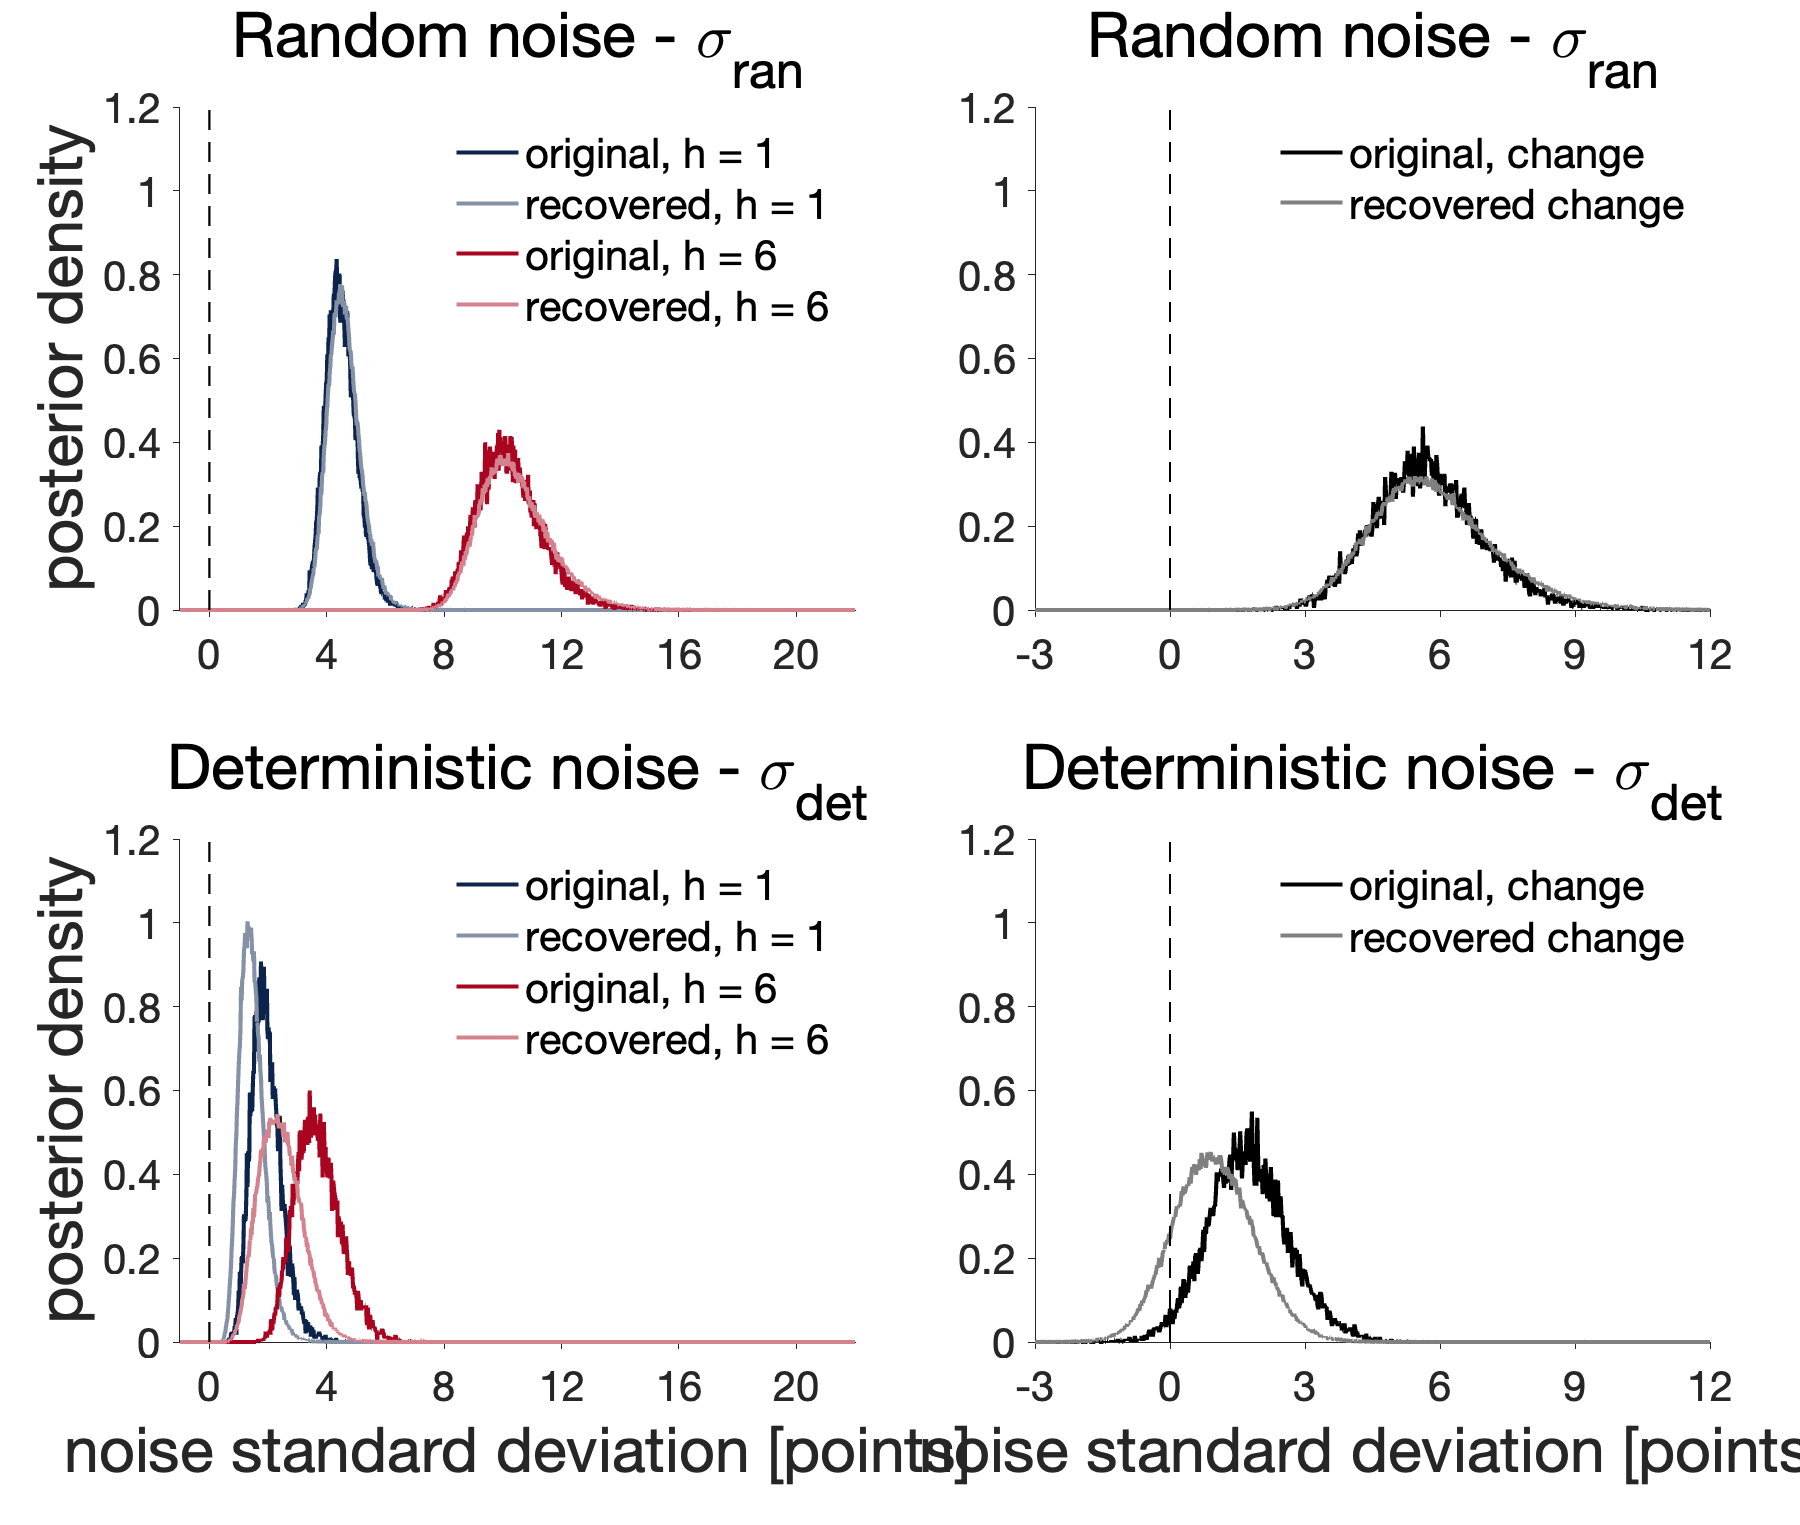 Random noise - σran
1.2
1
0.8
0.6
0.4
0.2
0
posterior density
original, h = 1
recovered, h = 1
original, h = 6
recovered, h = 6
0 4 8 12 16 20
Random noise - σran
1.2
1
0.8
0.6
0.4
0.2
0
original, change
recovered change
-3 0 3 6 9 12
Deterministic noise - σdet
1.2
1
0.8
0.6
0.4
0.2
0
posterior density
original, h = 1
recovered, h = 1
original, h = 6
recovered, h = 6
0 4 8 12 16 20
noise standard deviation [points]
Deterministic noise - σdet
1.2
1
0.8
0.6
0.4
0.2
0
original, change
recovered change
-3 0 3 6 9 12
noise standard deviation [points